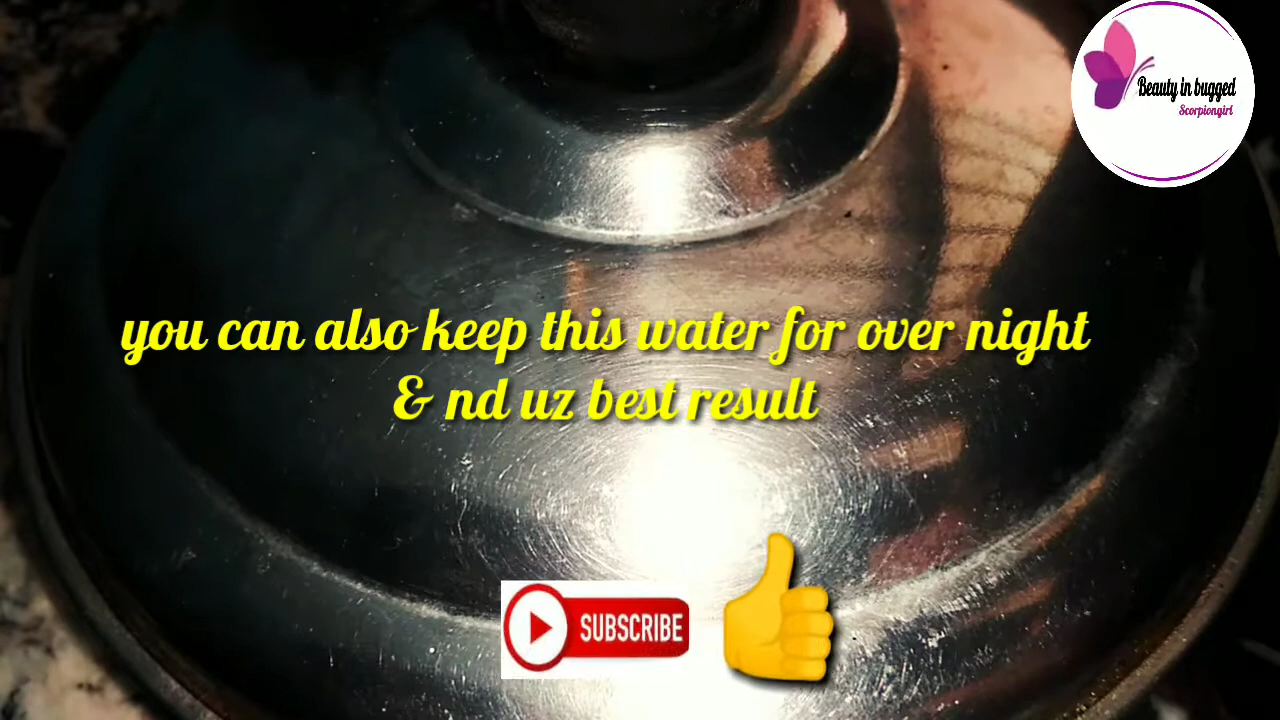 Beauty in bugged
Scorpiongirl
you can also keep this water for over night
& nd uz best result
SUBSCRIBE